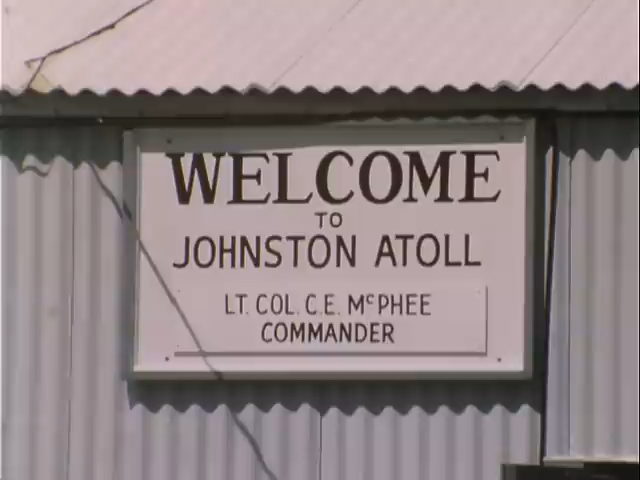 WELCOME
TO
JOHNSTON ATOLL
LT. COL. C.E. McPHEE
COMMANDER